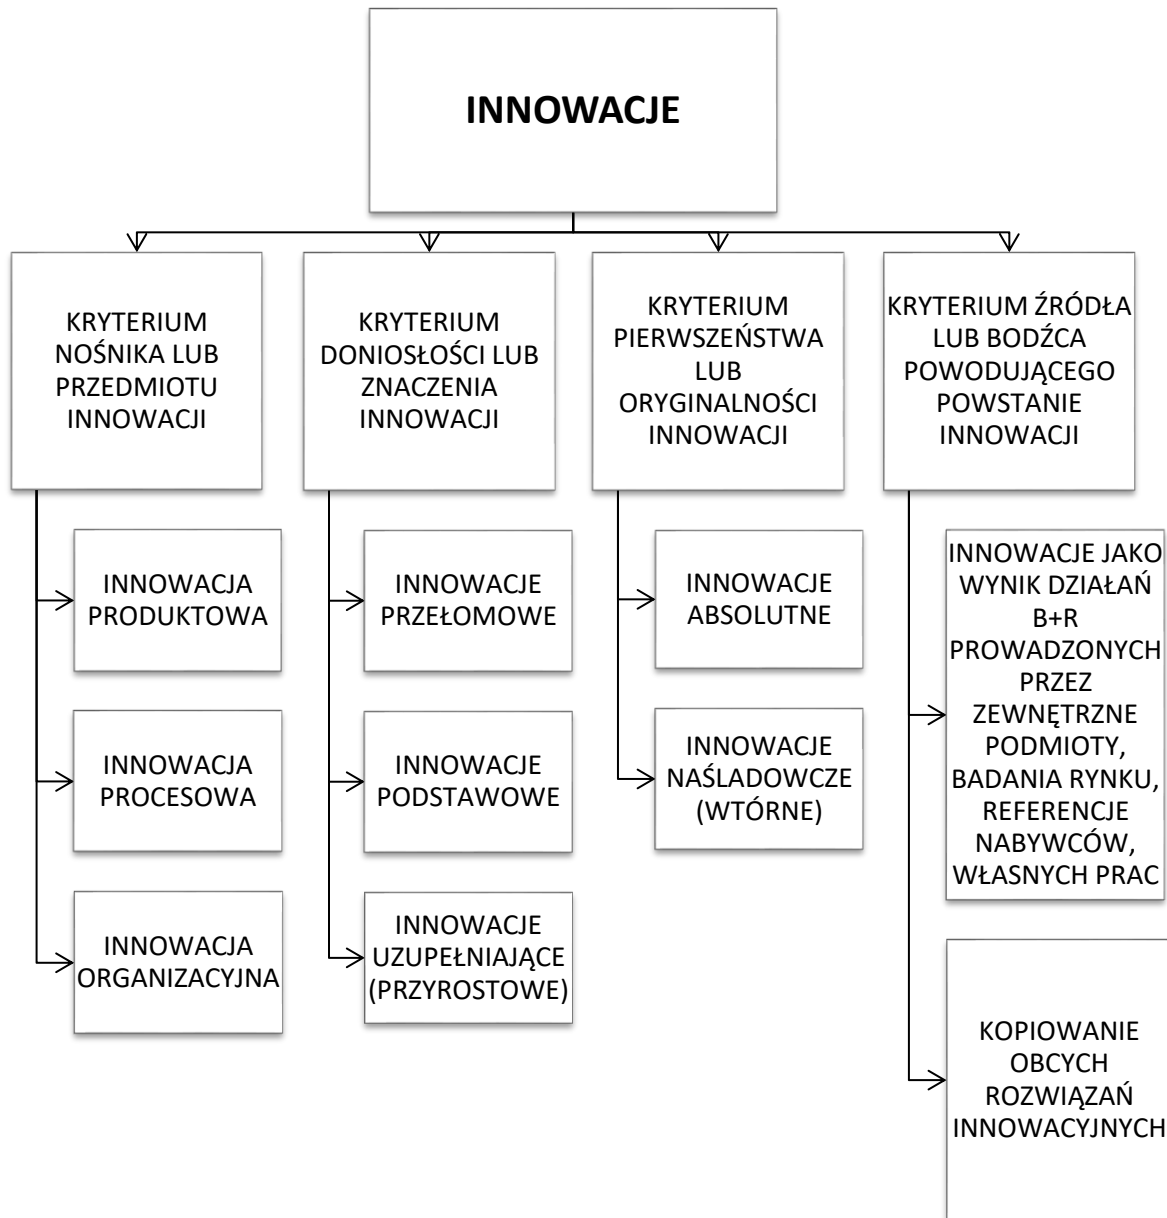 INNOWACJE
KRYTERIUM
NOŚNIKA LUB
PRZEDMIOTU
INNOWACJI
KRYTERIUM
DONIOSŁOŚCI LUB
ZNACZENIA
INNOWACJI
KRYTERIUM
PIERWSZEŃSTWA
LUB
ORYGINALNOŚCI
INNOWACJI
KRYTERIUM ŹRÓDŁA
LUB BODŹCA
POWODUJĄCEGO
POWSTANIE
INNOWACJI
INNOWACJA
PRODUKTOWA
INNOWACJA
PROCESOWA
INNOWACJA
ORGANIZACYJNA
INNOWACJE
PRZEŁOMOWE
INNOWACJE
PODSTAWOWE
INNOWACJE
UZUPEŁNIAJĄCE
(PRZYROSTOWE)
INNOWACJE
ABSOLUTNE
INNOWACJE
NAŚLADOWCZE
(WTÓRNE)
INNOWACJE JAKO
WYNIK DZIAŁAŃ
B+R
PROWADZONYCH
PRZEZ
ZEWNĘTRZNE
PODMIOTY,
BADANIA RYNKU,
REFERENCJE
NABYWCÓW,
WŁASNYCH PRAC
KOPIOWANIE
OBCYCH
ROZWIĄZAŃ
INNOWACYJNYCH